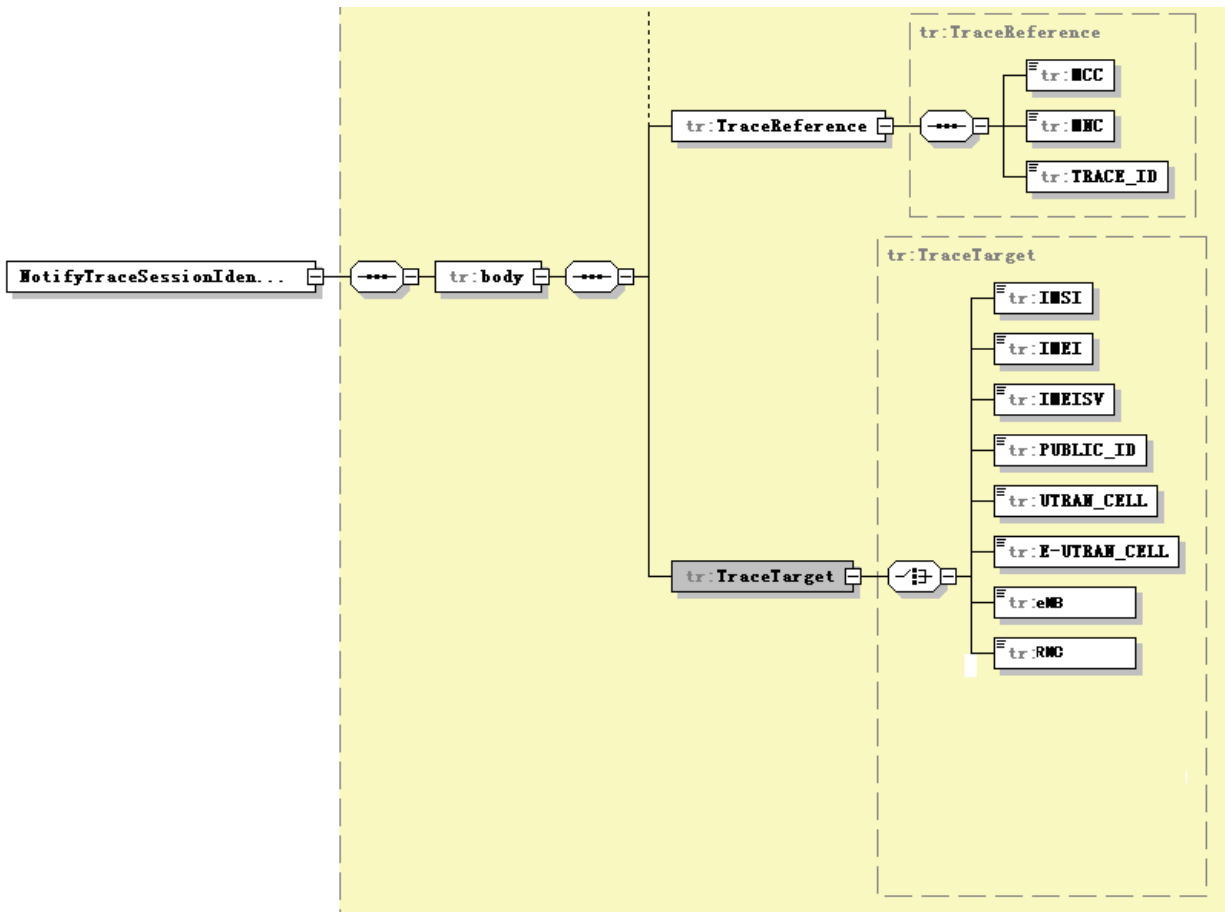 tr:TraceReference
tr:MCC
tr:TraceReference
tr:MNC
tr:TRACE_ID
tr:TraceTarget
NotifyTraceSessionIden...
tr:body
tr:IMSI
tr:IMEI
tr:IMEISV
tr:PUBLIC_ID
tr:UTRAN_CELL
tr:E-UTRAN_CELL
tr:TraceTarget
tr:eNB
tr:RNC